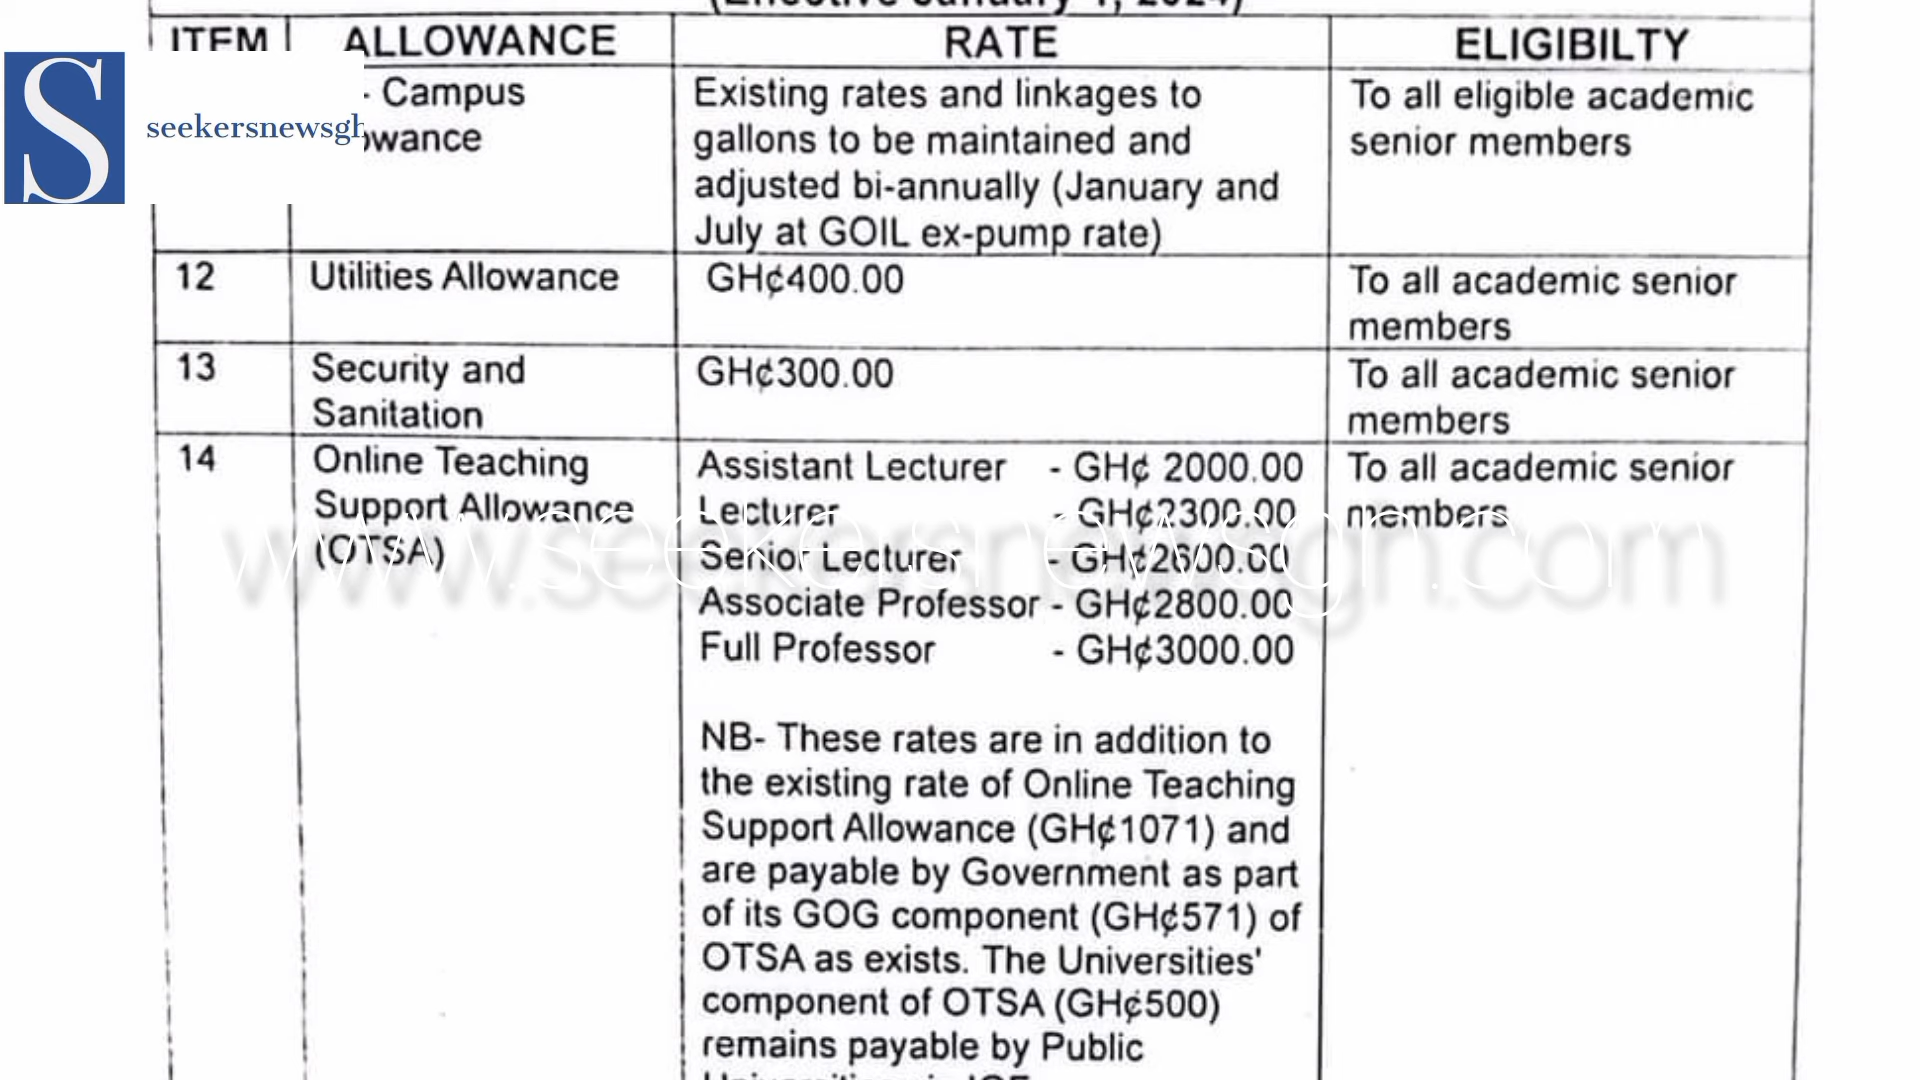 (Effective January 1, 2024)
ITEM ALLOWANCE RATE ELIGIBILTY
S
seekersnewsgh
- Campus
Existing rates and linkages to
gallons to be maintained and
adjusted bi-annually (January and
July at GOIL ex-pump rate)
To all eligible academic
senior members
12 Utilities Allowance GH¢400.00 To all academic senior
members
13 Security and
Sanitation
GH¢300.00
To all academic senior
members
14 Online Teaching
Support Allowance
(OTSA)
Assistant Lecturer - GH¢ 2000.00
Lecturer - GH¢2300.00
Senior Lecturer - GH¢2600.00
Associate Professor - GH¢2800.00
Full Professor - GH¢3000.00
To all academic senior
members
www.seekersnewsgh.com
NB- These rates are in addition to
the existing rate of Online Teaching
Support Allowance (GH¢1071) and
are payable by Government as part
of its GOG component (GH¢571) of
OTSA as exists. The Universities'
component of OTSA (GH¢500)
remains payable by Public